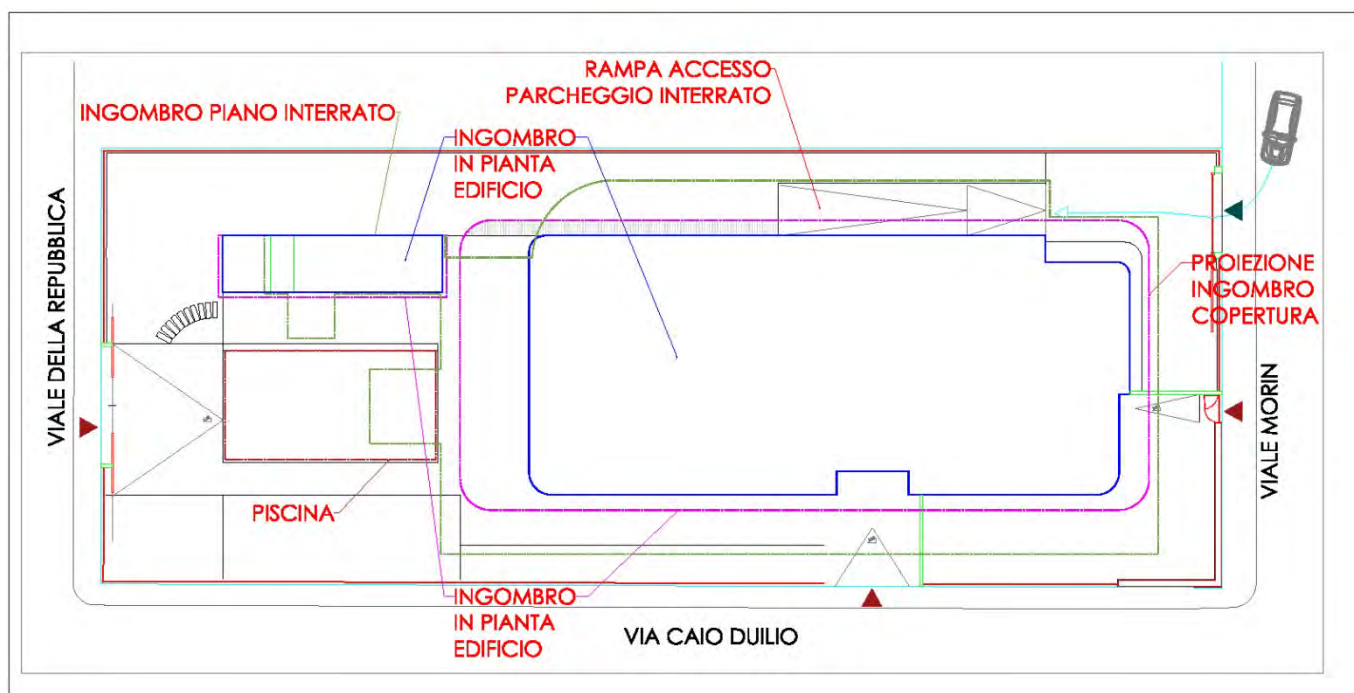 RAMPA ACCESSO
PARCHEGGIO INTERRATO
INGOMBRO PIANO INTERRATO
INGOMBRO
IN PIANTA
EDIFICIO
VIALE DELLA REPUBBLICA
PROIEZIONE
INGOMBRO
COPERTURA
VIALE MORIN
PISCINA
INGOMBRO
IN PIANTA
EDIFICIO
VIA CAIO DUILIO